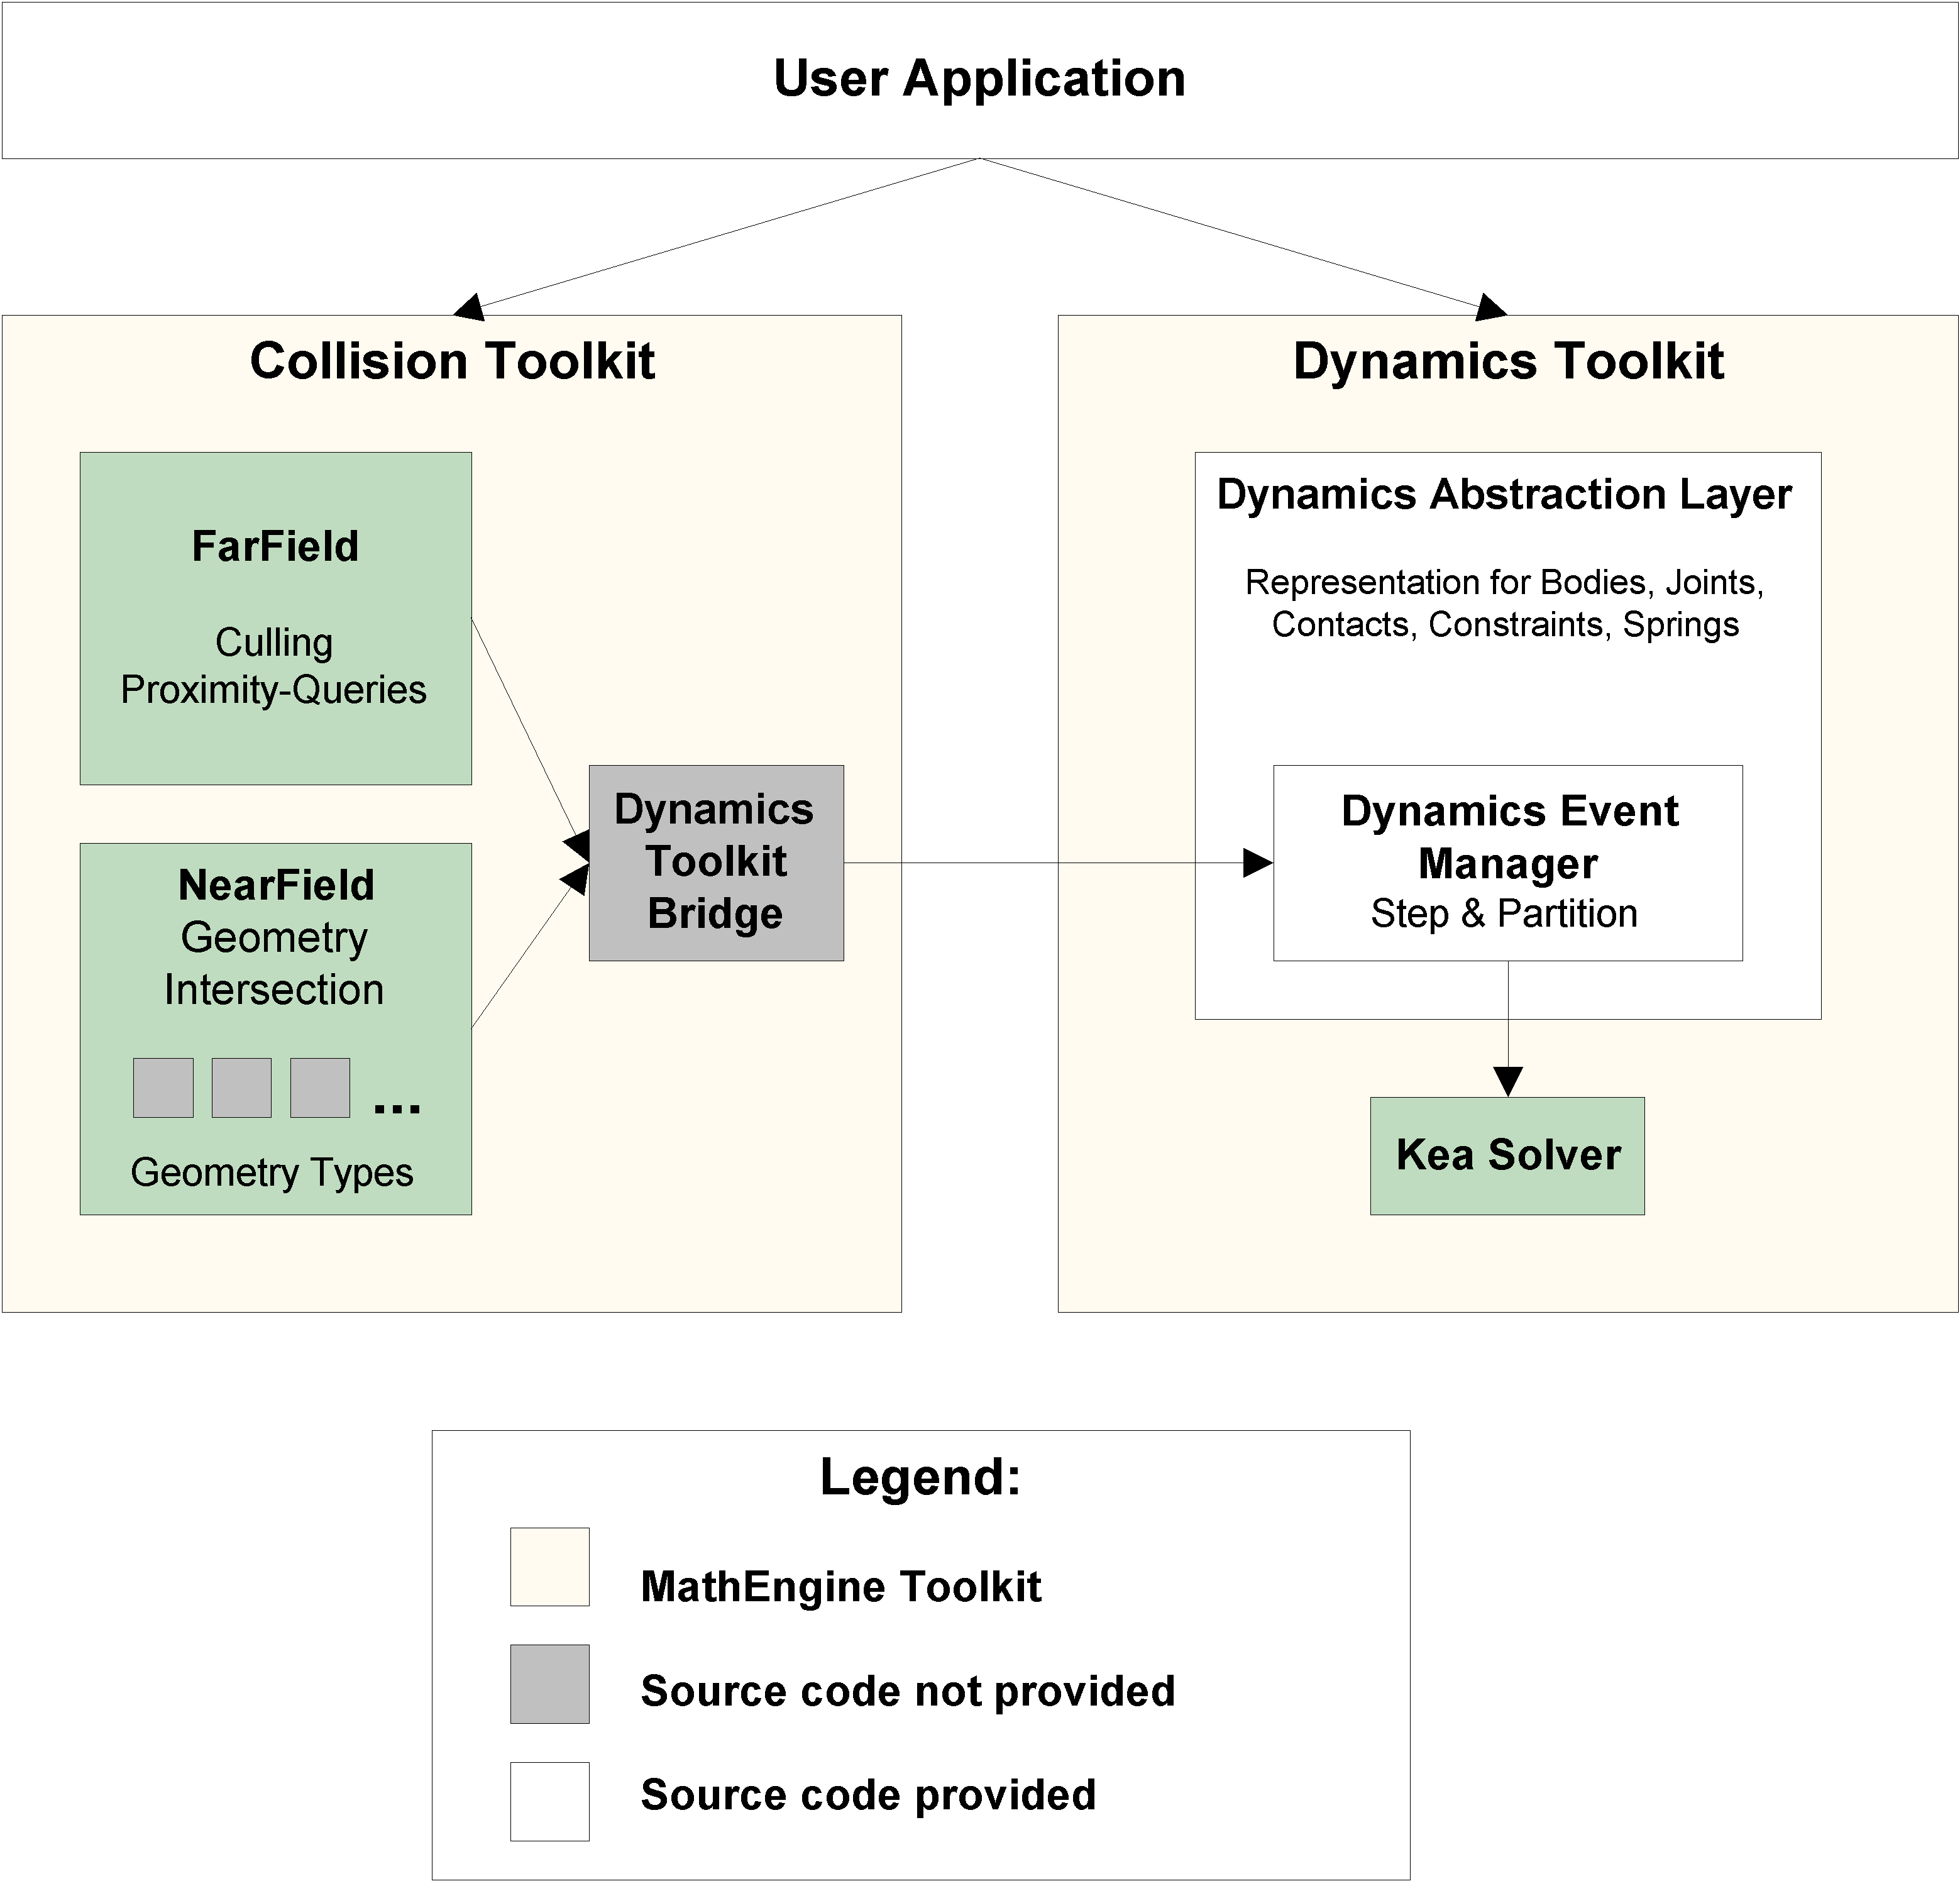 User Application
Collision Toolkit
FarField
Culling
Proximity-Queries
NearField
Geometry
Intersection
...
Geometry Types
Dynamics
Toolkit
Bridge
Dynamics Toolkit
Dynamics Abstraction Layer
Representation for Bodies, Joints,
Contacts, Constraints, Springs
Dynamics Event
Manager
Step & Partition
Kea Solver
Legend:
MathEngine Toolkit
Source code not provided
Source code provided